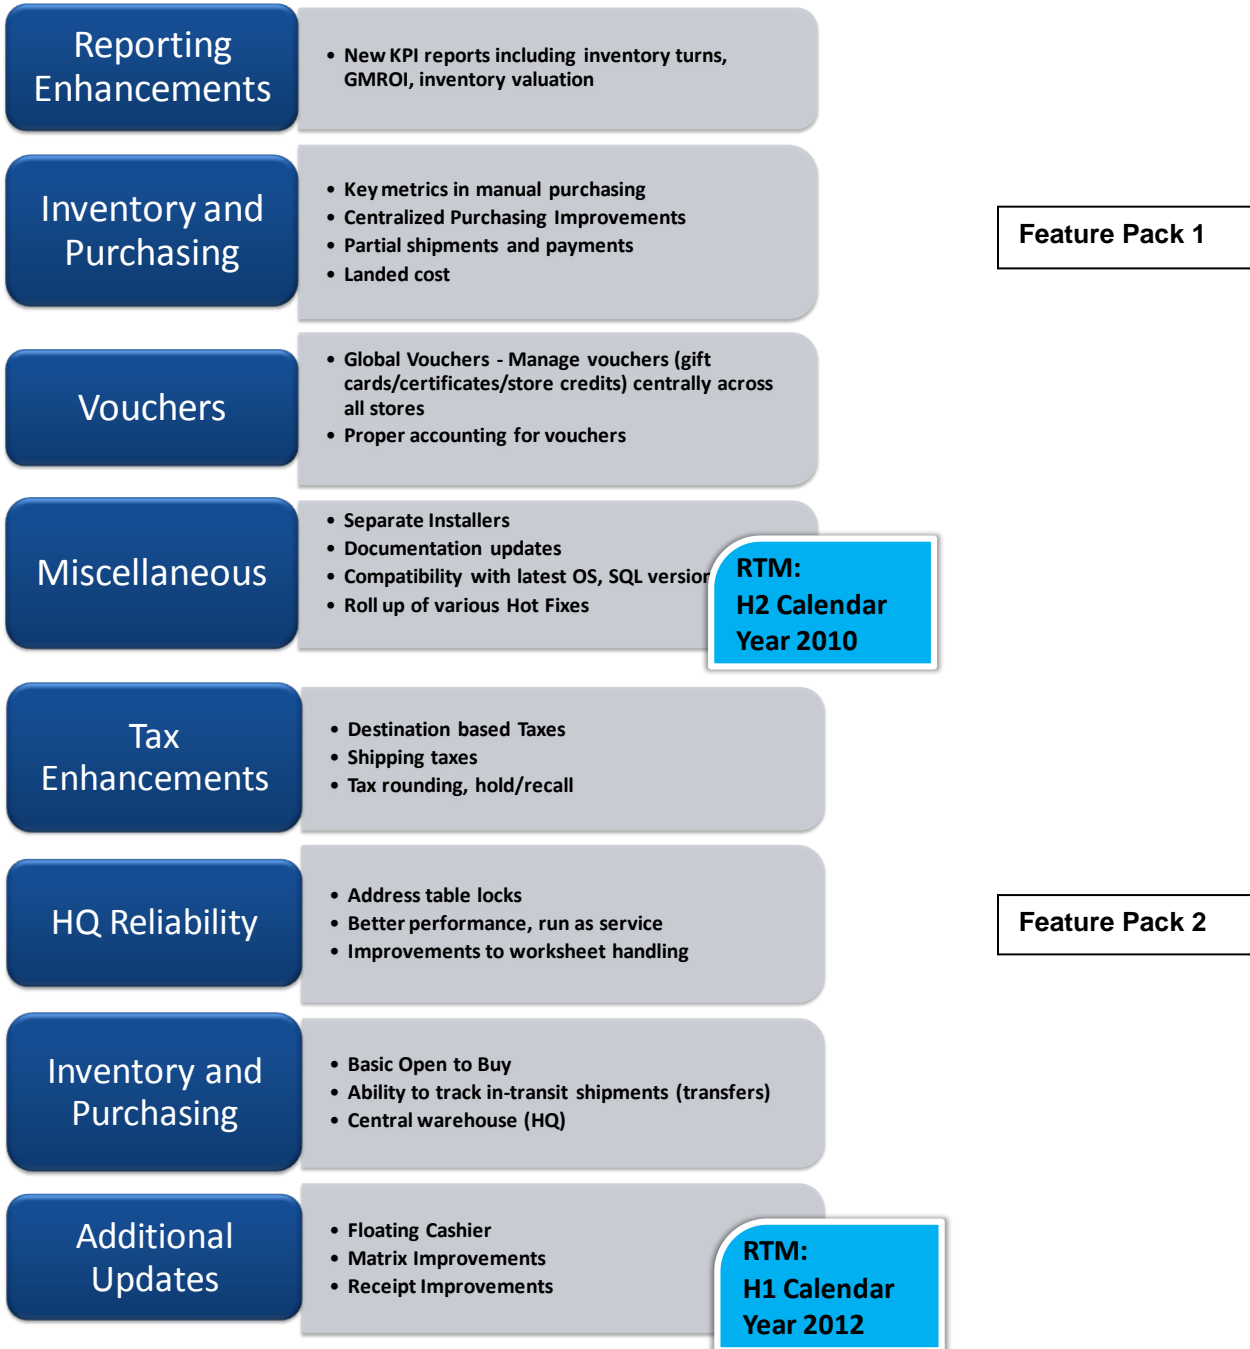 Reporting
Enhancements
• New KPI reports including inventory turns,
GMROI, inventory valuation
Inventory and
Purchasing
• Key metrics in manual purchasing
• Centralized Purchasing Improvements
• Partial shipments and payments
• Landed cost
Feature Pack 1
Vouchers
• Global Vouchers - Manage vouchers (gift
cards/certificates/store credits) centrally across
all stores
• Proper accounting for vouchers
Miscellaneous
• Separate Installers
• Documentation updates
• Compatibility with latest OS, SQL version
• Roll up of various Hot Fixes
RTM:
H2 Calendar
Year 2010
Tax
Enhancements
• Destination based Taxes
• Shipping taxes
• Tax rounding, hold/recall
HQ Reliability
• Address table locks
• Better performance, run as service
• Improvements to worksheet handling
Feature Pack 2
Inventory and
Purchasing
• Basic Open to Buy
• Ability to track in-transit shipments (transfers)
• Central warehouse (HQ)
Additional
Updates
• Floating Cashier
• Matrix Improvements
• Receipt Improvements
RTM:
H1 Calendar
Year 2012